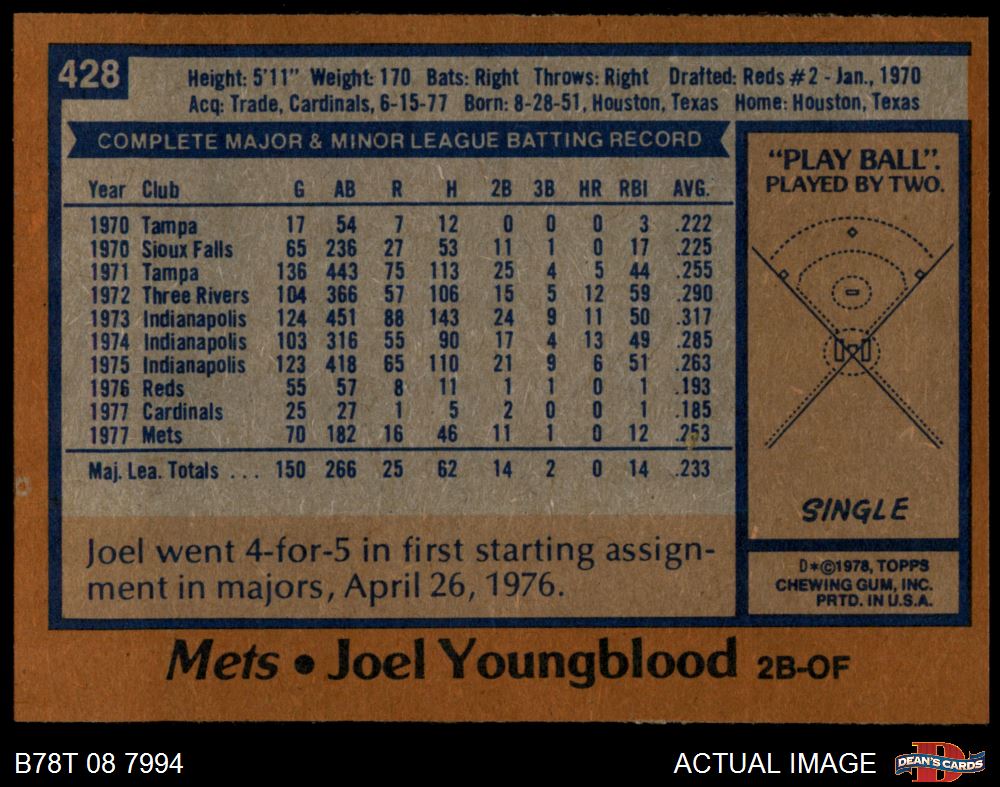 428
Height: 5'11" Weight: 170 Bats: Right Throws: Right Drafted: Reds #2 - Jan., 1970
Acq: Trade, Cardinals, 6-15-77 Born: 8-28-51, Houston, Texas Home: Houston, Texas
COMPLETE MAJOR & MINOR LEAGUE BATTING RECORD
Year Club G AB R H 2B 3B HR RBI AVG.
1970 Tampa 17 54 7 12 0 0 0 3 .222
1970 Sioux Falls 65 236 27 53 11 1 0 17 .225
1971 Tampa 136 443 75 113 25 4 5 44 .255
1972 Three Rivers 104 366 57 106 15 5 12 59 .290
1973 Indianapolis 124 451 88 143 24 9 11 50 .317
1974 Indianapolis 103 316 55 90 17 4 13 49 .285
1975 Indianapolis 123 418 65 110 21 9 6 51 .263
1976 Reds 55 57 8 11 1 1 0 1 .193
1977 Cardinals 25 27 1 5 2 0 0 1 .185
1977 Mets 70 182 16 46 11 1 0 12 .253
Maj. Lea. Totals . . . 150 266 25 62 14 2 0 14 .233
Joel went 4-for-5 in first starting assign-
ment in majors, April 26, 1976.
"PLAY BALL".
PLAYED BY TWO.
SINGLE
D*©1978, TOPPS
CHEWING GUM, INC.
PRTD. IN U.S.A.
Mets • Joel Youngblood 2B-OF
B78T 08 7994
ACTUAL IMAGE
D
DEAN'S CARDS